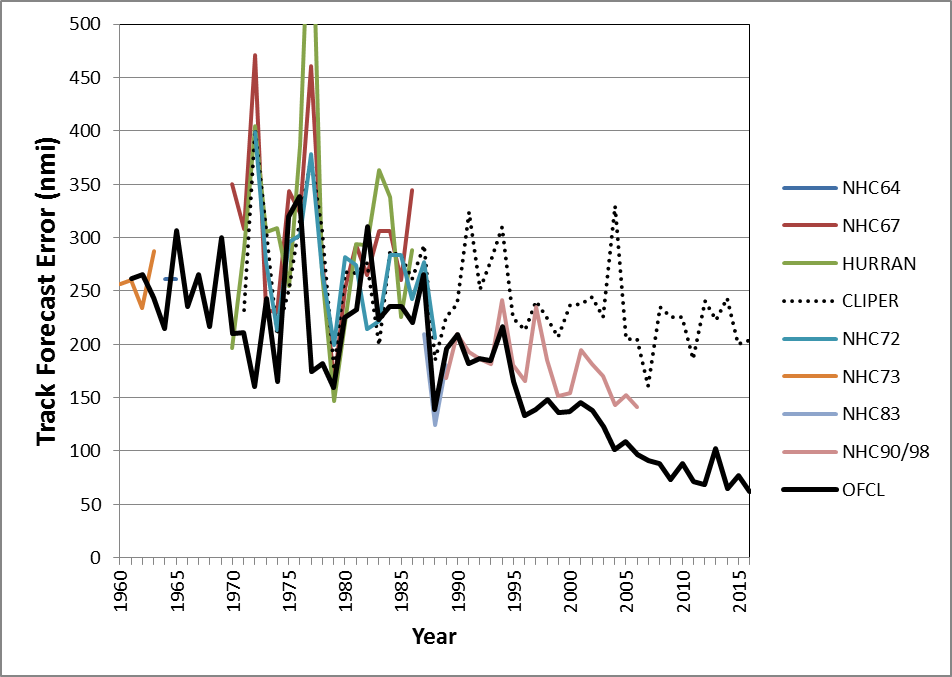 500
450
400
350
300
250
200
150
100
50
0
Track Forecast Error (nmi)
1960
1965
1970
1975
1980
1985
1990
1995
2000
2005
2010
2015
Year
NHC64
NHC67
HURRAN
CLIPER
NHC72
NHC73
NHC83
NHC90/98
OFCL